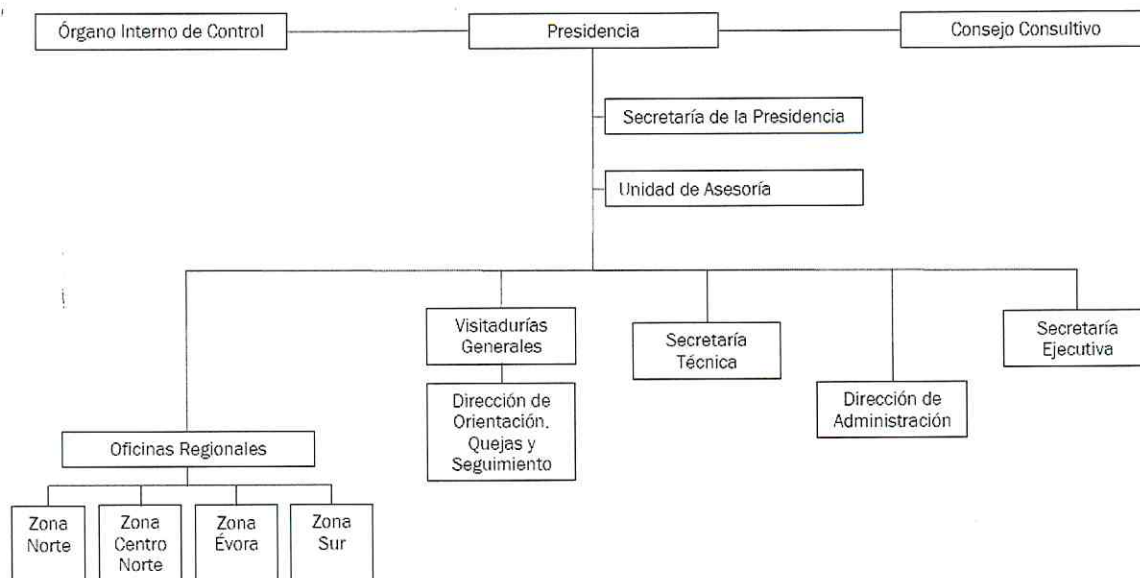 Órgano Interno de Control
Presidencia
Consejo Consultivo
Secretaría de la Presidencia
Unidad de Asesoría
Visitadurías
Generales
Secretaría
Técnica
Secretaría
Ejecutiva
Dirección de
Orientación,
Quejas y
Seguimiento
Dirección de
Administración
Oficinas Regionales
Zona
Norte
Zona
Centro
Norte
Zona
Évora
Zona
Sur